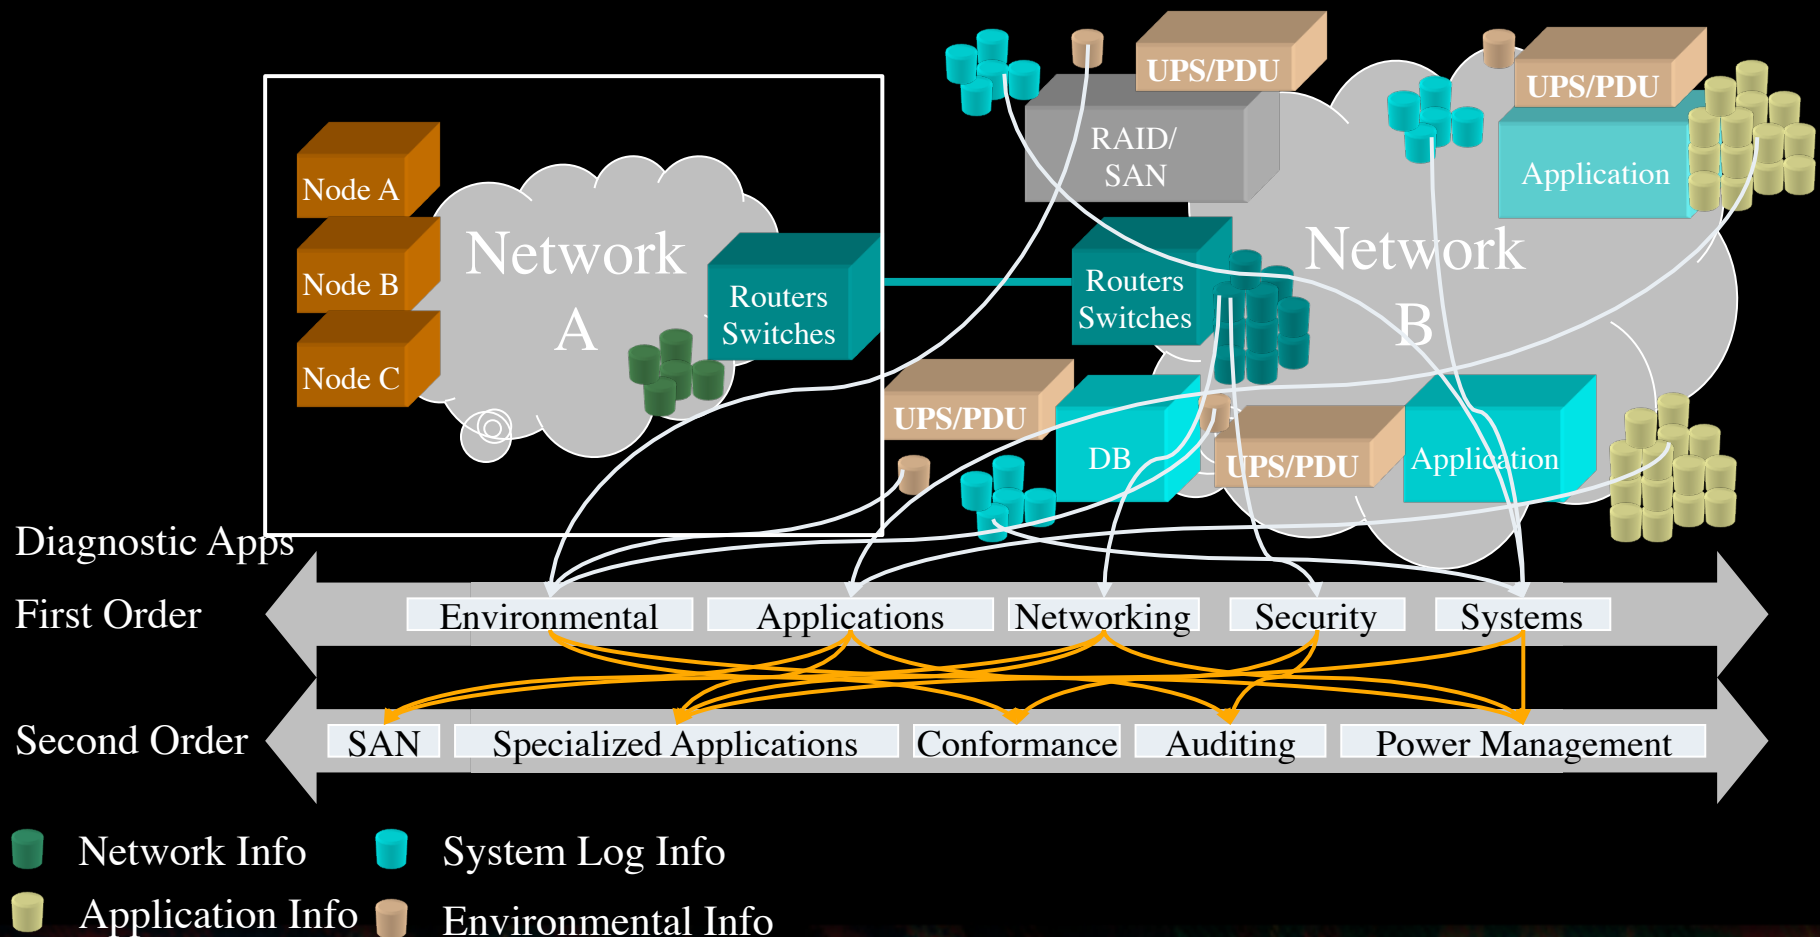 UPS/PDU
UPS/PDU
RAID/
SAN
Application
Node A
Node B
Node C
Network
A
Routers
Switches
Routers
Switches
Network
B
UPS/PDU
DB
UPS/PDU
Application
Diagnostic Apps
First Order
Environmental
Applications
Networking
Security
Systems
Second Order
SAN
Specialized Applications
Conformance
Auditing
Power Management
Network Info
System Log Info
Application Info
Environmental Info